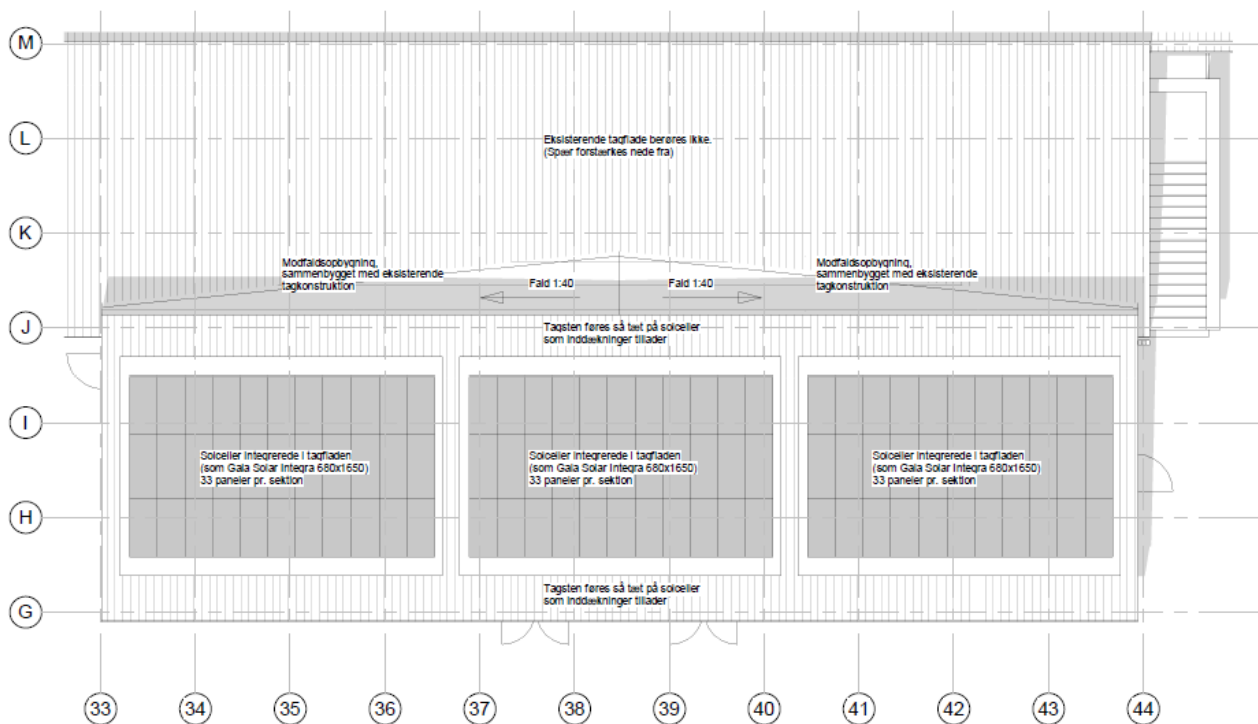 M
L
Eksisterende tagflade berøres ikke.
(Spær forstærkes nede fra)
K
Modfaldsopbygning,
sammenbygget med eksisterende
tagkonstruktion
Modfaldsopbygning,
sammenbygget med eksisterende
tagkonstruktion
Fald 1:40
Fald 1:40
J
Tagsten føres så tæt på solceller
som inddækninger tillader
I
Solceller integrerede i tagfladen
(som Gaia Solar Integra 680x1650)
33 paneler pr. sektion
Solceller integrerede i tagfladen
(som Gaia Solar Integra 680x1650)
33 paneler pr. sektion
Solceller integrerede i tagfladen
(som Gaia Solar Integra 680x1650)
33 paneler pr. sektion
H
Tagsten føres så tæt på solceller
som inddækninger tillader
G
33 34 35 36 37 38 39 40 41 42 43 44